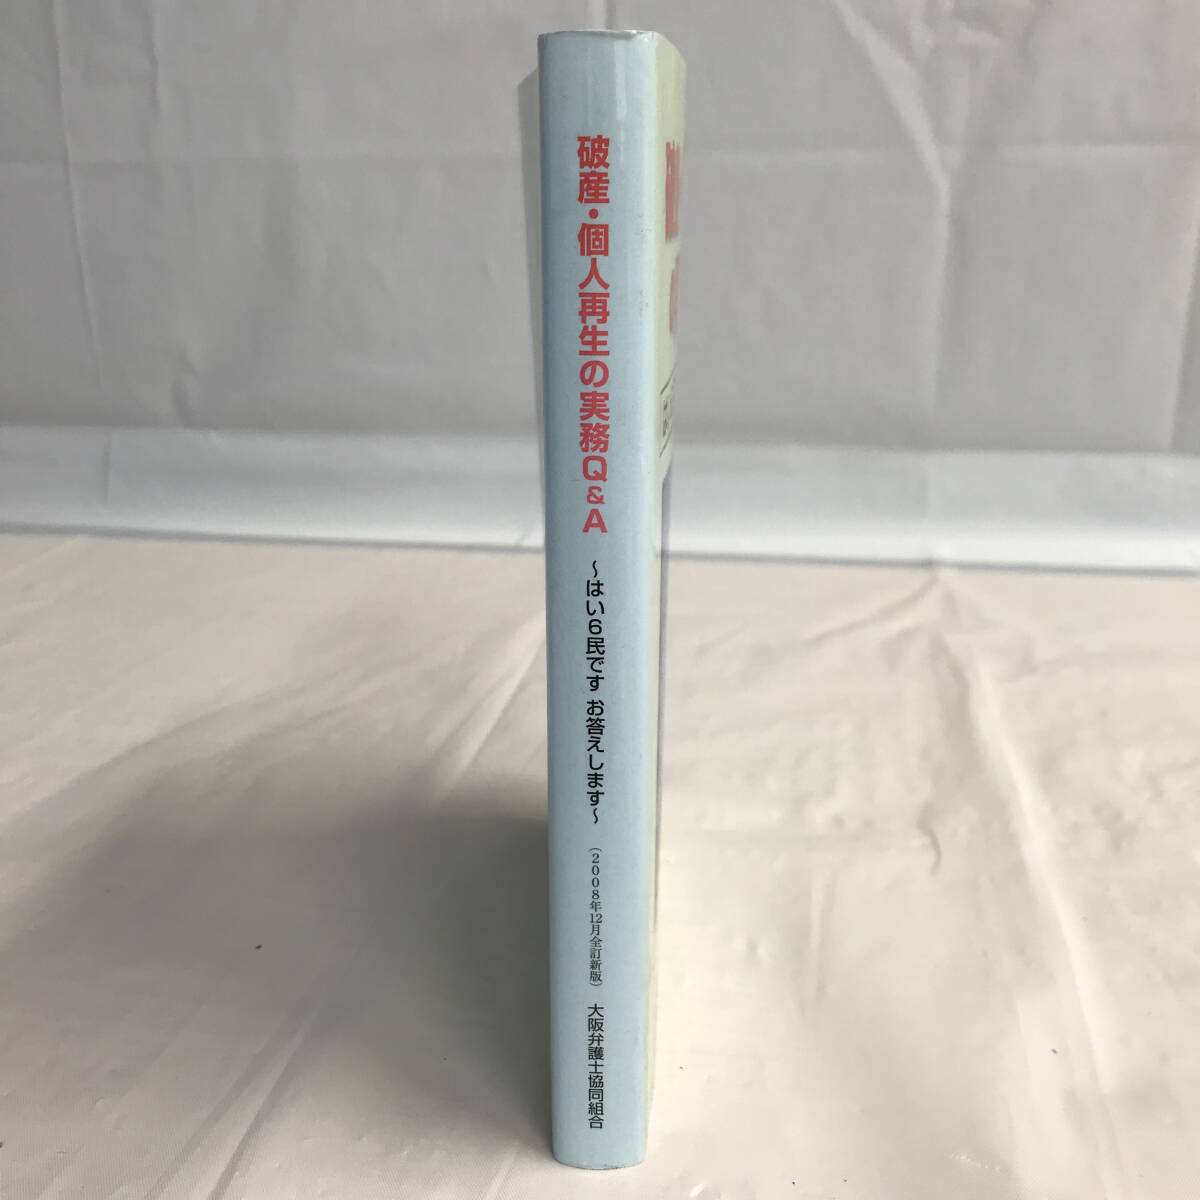 破産・個人再生の実務Q&A
~はい6民です お答えします~
(2008年12月全訂新版)
大阪弁護士協同組合